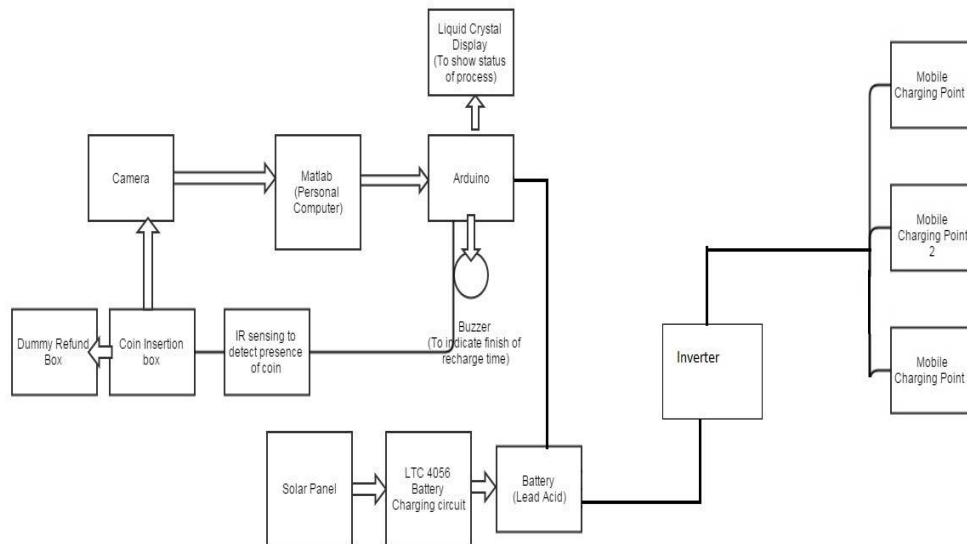 Liquid Crystal
Display
(To show status
of process)
Mobile
Charging Point
Camera
Matlab
(Personal
Computer)
Arduino
Mobile
Charging Point
2
Dummy Refund
Box
Coin Insertion
box
IR sensing to
detect presence
of coin
Buzzer
(To indicate finish of
recharge time)
Inverter
Mobile
Charging Point
Solar Panel
LTC 4056
Battery
Charging circuit
Battery
(Lead Acid)